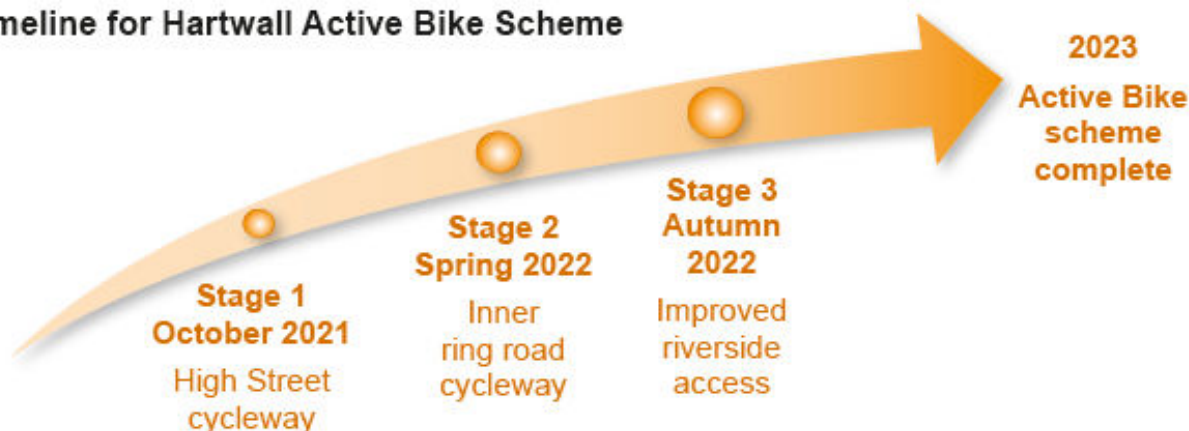 meline for Hartwall Active Bike Scheme
2023
Active Bike
scheme
complete
Stage 1
October 2021
High Street
cycleway
Stage 2
Spring 2022
Inner
ring road
cycleway
Stage 3
Autumn
2022
Improved
riverside
access